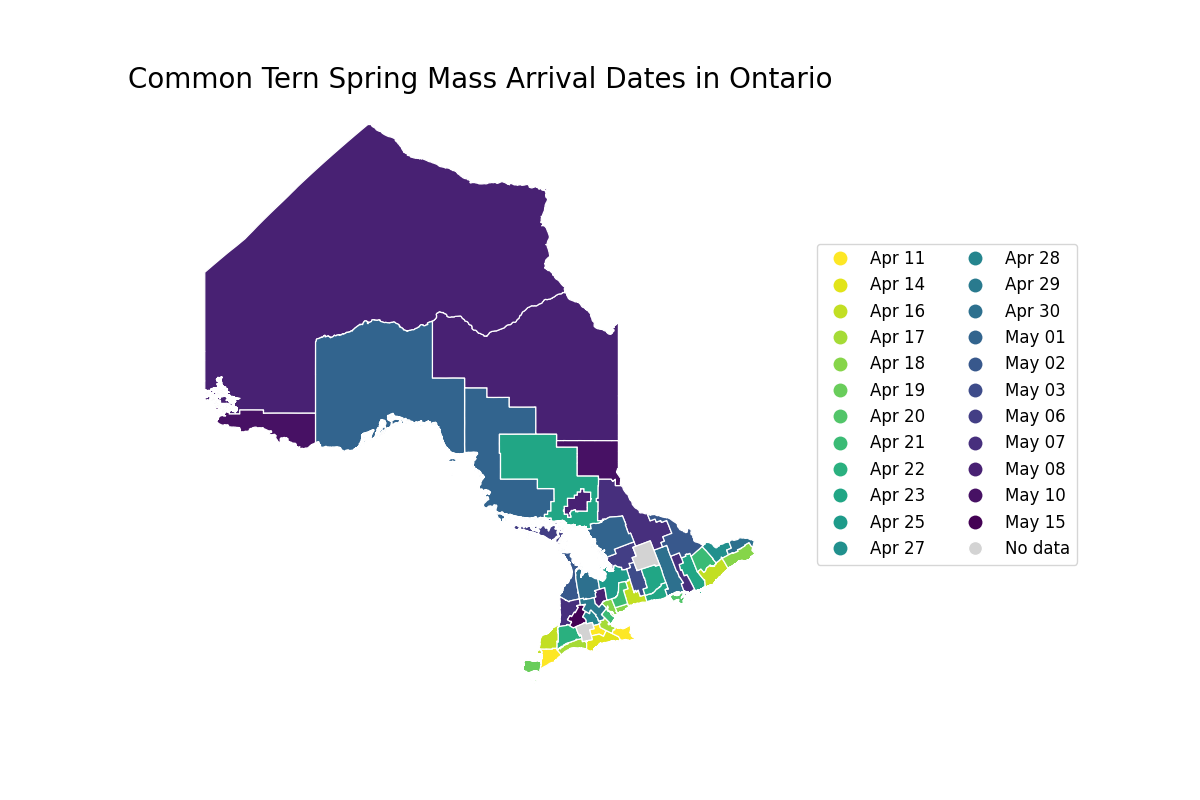 Common Tern Spring Mass Arrival Dates in Ontario
Apr 11
Apr 14
Apr 16
Apr 17
Apr 18
Apr 19
Apr 20
Apr 21
Apr 22
Apr 23
Apr 25
Apr 27
Apr 28
Apr 29
Apr 30
May 01
May 02
May 03
May 06
May 07
May 08
May 10
May 15
No data